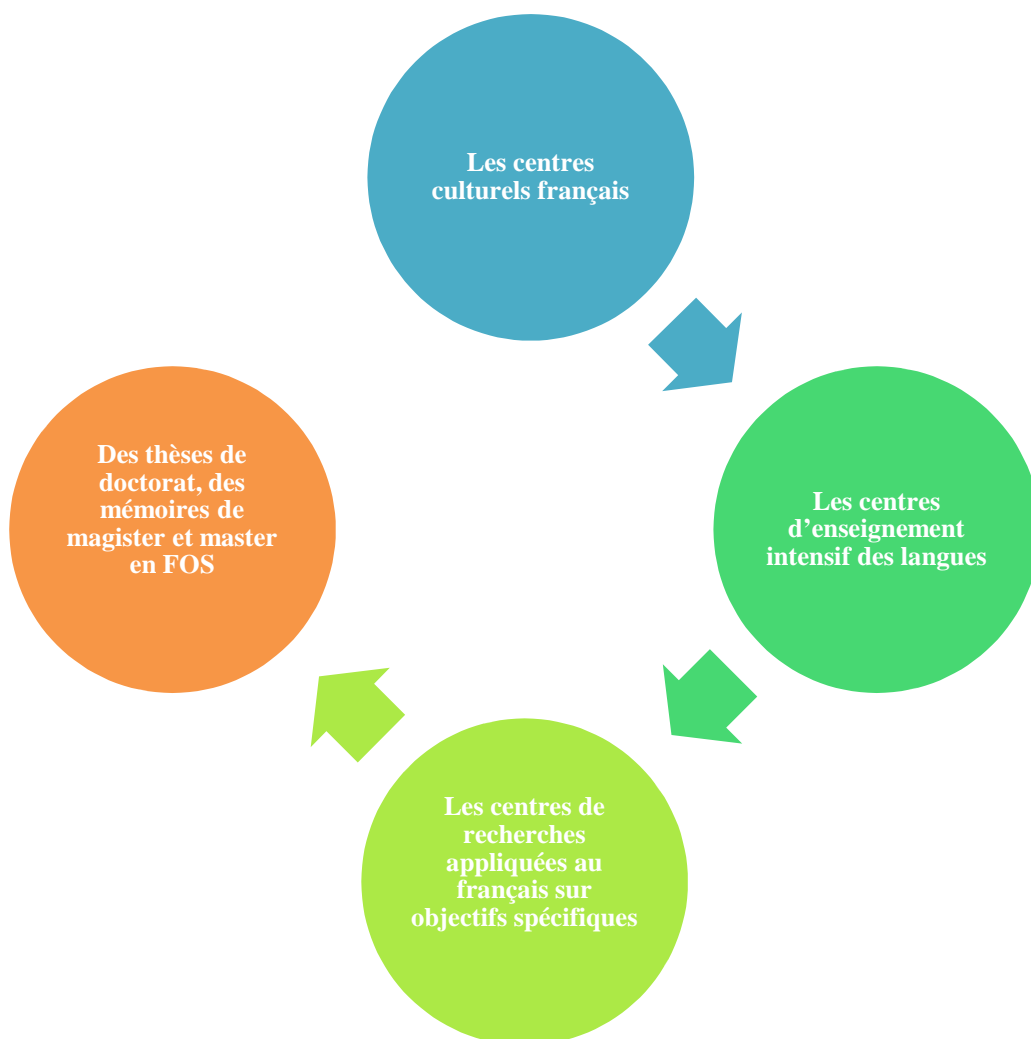 Les centres
culturels français
Les centres
d’enseignement
intensif des langues
Les centres de
recherches
appliquées au
français sur
objectifs spécifiques
Des thèses de
doctorat, des
mémoires de
magister et master
en FOS